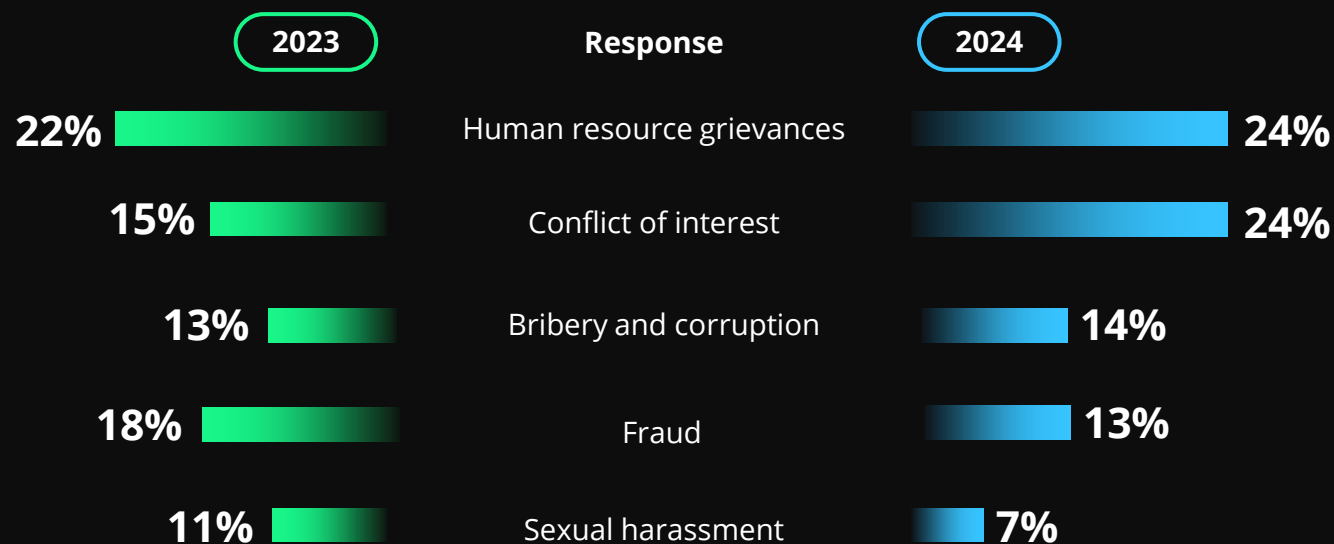 2023 Response 2024
22% Human resource grievances 24%
15% Conflict of interest 24%
13% Bribery and corruption 14%
18% Fraud 13%
11% Sexual harassment 7%